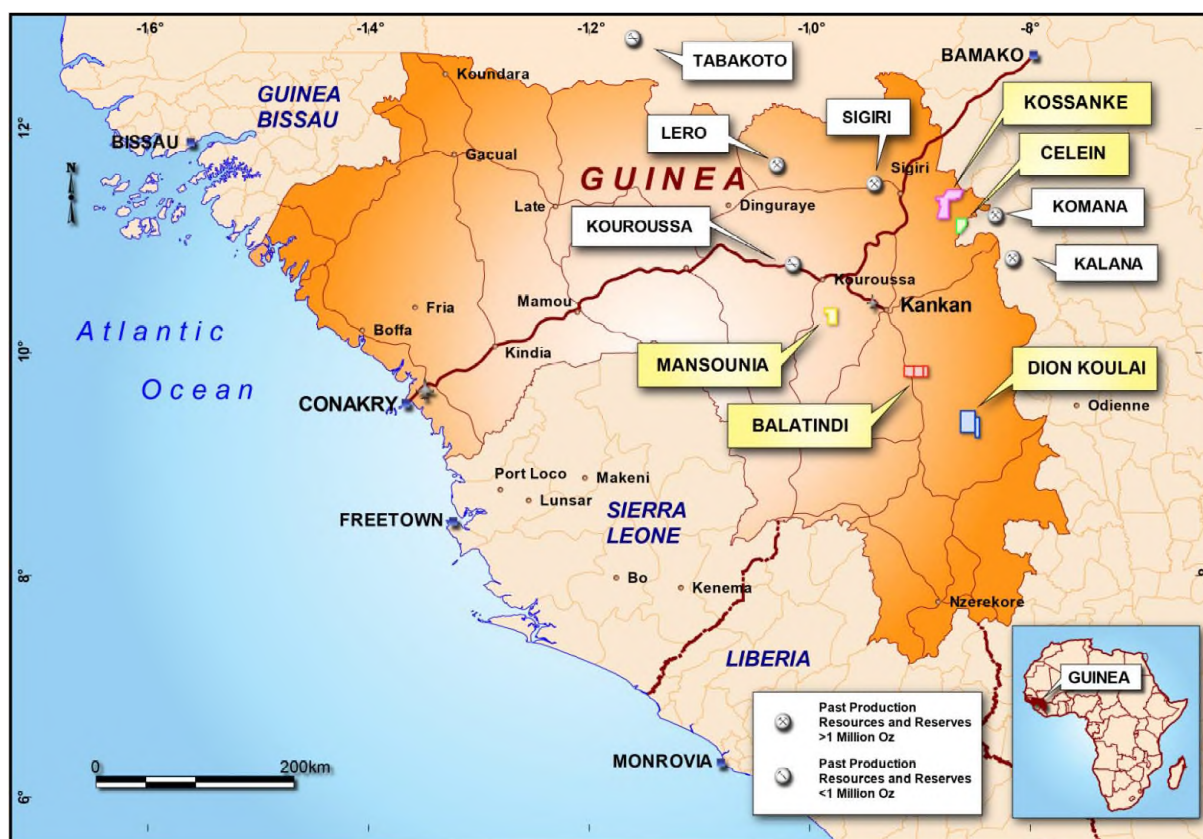 -16°
-12°
-10°
-8°
TABAKOTO
BAMAKO
Koundara
GUINEA
BISSAU
KOSSANKE
SIGIRI
LERO
12°
BISSAU
CELEIN
Gacual
N
Sigiri
GUINEA
Late
Dinguraye
KOMANA
KOUROUSSA
KALANA
Kouroussa
Mamou
Fria
Kankan
Atlantic
Ocean
Boffa
10°
Kindia
MANSOUNIA
DION KOULAI
CONAKRY
Odienne
BALATINDI
Port Loco
Makeni
Lunsar
SIERRA
LEONE
FREETOWN
8°
Bo
Kenema
Nzerekore
LIBERIA
GUINEA
Past Production
Resources and Reserves
>1 Million Oz
MONROVIA
0
200km
Past Production
Resources and Reserves
<1 Million Oz
6°